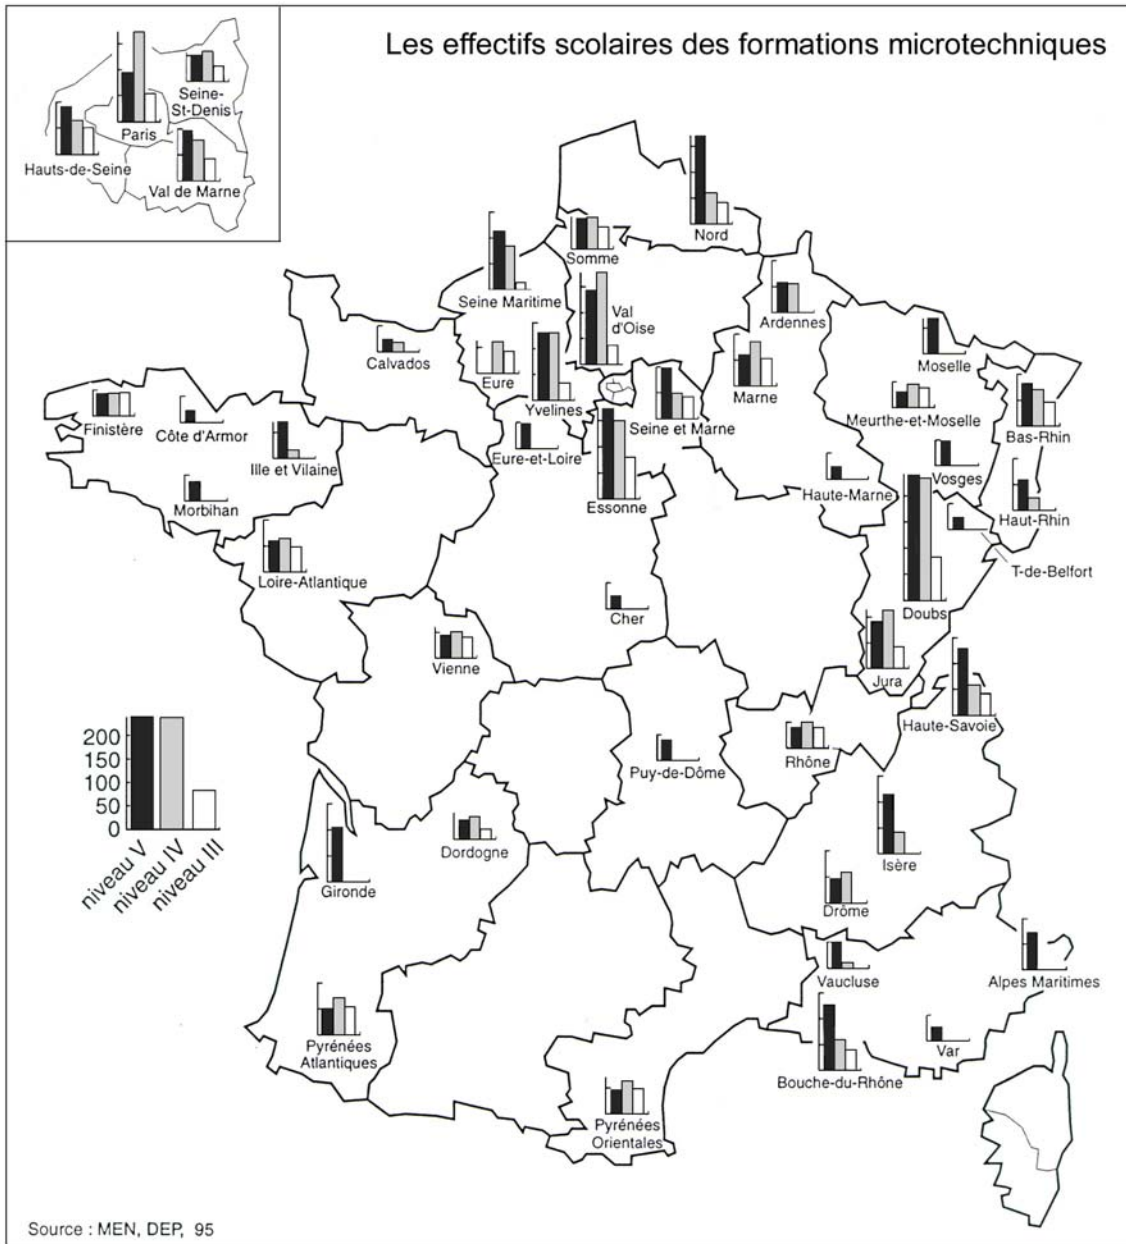 Les effectifs scolaires des formations microtechniques
Seine-
St-Denis
Paris
Hauts-de-Seine
Val de Marne
Nord
Somme
Seine Maritime
Val
d'Oise
Ardennes
Calvados
Eure
Yvelines
Seine et Marne
Marne
Moselle
Meurthe-et-Moselle
Bas-Rhin
Finistère
Côte d'Armor
Ille et Vilaine
Eure-et-Loire
Vosges
Morbihan
Essonne
Haute-Marne
Haut-Rhin
Loire-Atlantique
T-de-Belfort
Cher
Doubs
Vienne
Jura
Haute-Savoie
200
150
100
50
0
niveau V
niveau IV
niveau III
Puy-de-Dôme
Rhône
Dordogne
Gironde
Isère
Drôme
Vaucluse
Alpes Maritimes
Pyrénées
Atlantiques
Var
Bouche-du-Rhône
Pyrénées
Orientales
Source : MEN, DEP, 95